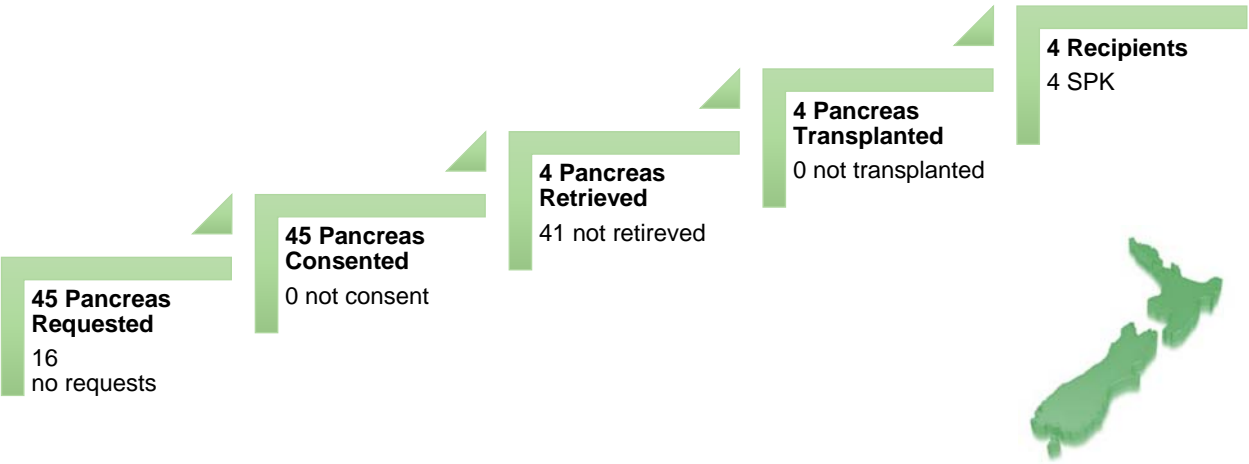 45 Pancreas
Requested
16
no requests
45 Pancreas
Consented
0 not consent
4 Pancreas
Retrieved
41 not retireved
4 Pancreas
Transplanted
0 not transplanted
4 Recipients
4 SPK